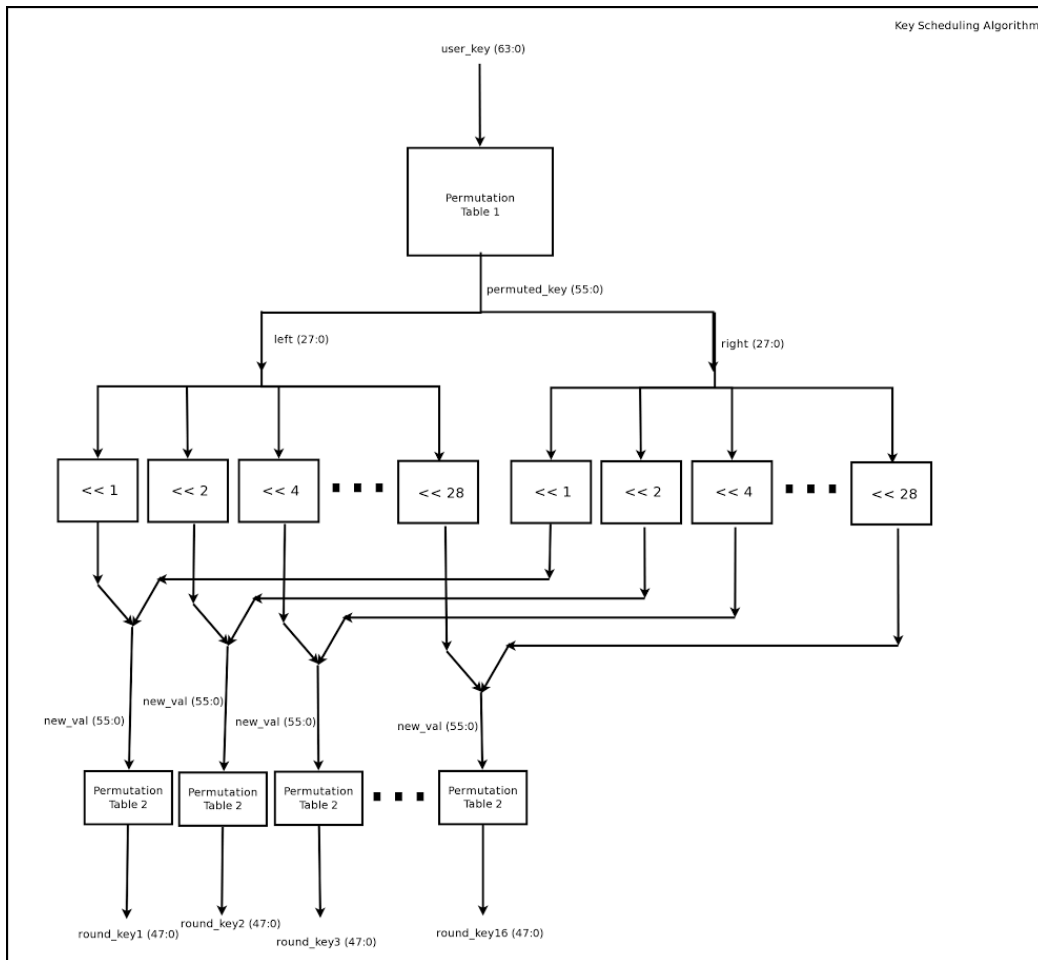 Key Scheduling Algorithm
user_key (63:0)
Permutation
Table 1
permuted_key (55:0)
left (27:0)
right (27:0)
<< 1
<< 2
<< 4
<< 28
<< 1
<< 2
<< 4
<< 28
new_val (55:0)
new_val (55:0)
new_val (55:0)
new_val (55:0)
Permutation
Table 2
Permutation
Table 2
Permutation
Table 2
Permutation
Table 2
round_key1 (47:0)
round_key2 (47:0)
round_key3 (47:0)
round_key16 (47:0)